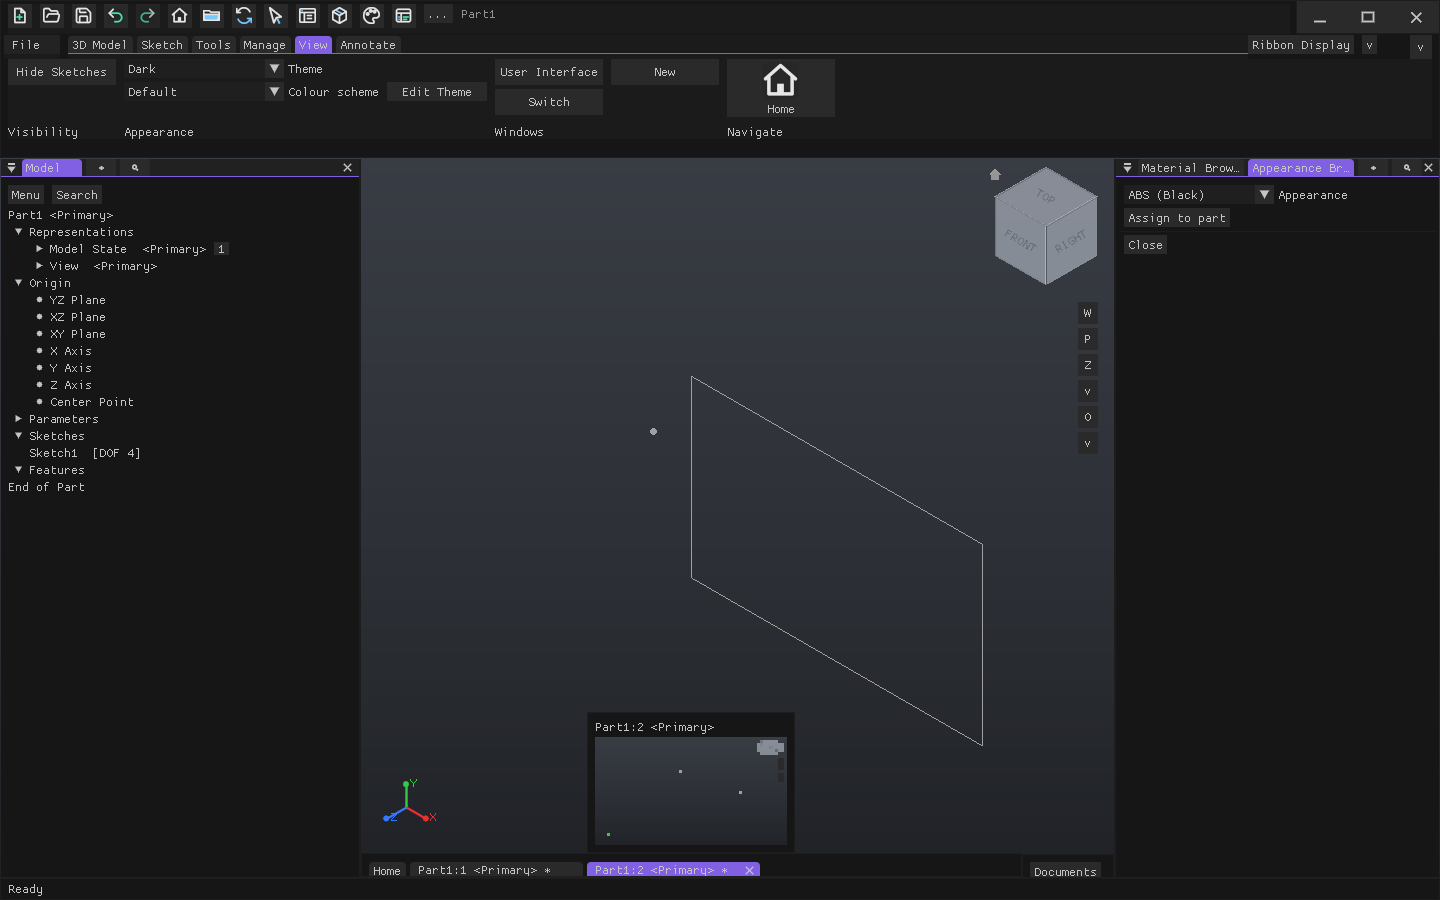 ... Part1
File 3D Model Sketch Tools Manage View Annotate Ribbon Display v v
Hide Sketches Dark Theme User Interface New
Default Colour scheme Edit Theme Switch Home
Visibility Appearance Windows Navigate
Model
Menu Search
Part1 <Primary>
Representations
Model State <Primary> 1
View <Primary>
Origin
YZ Plane
XZ Plane
XY Plane
X Axis
Y Axis
Z Axis
Center Point
Parameters
Sketches
Sketch1 [DOF 4]
Features
End of Part
TOP
FRONT RIGHT
W
P
Z
v
O
v
Y
Z X
Part1:2 <Primary>
Home Part1:1 <Primary> * Part1:2 <Primary> * Documents
Material Brow… Appearance Br…
ABS (Black) Appearance
Assign to part
Close
Ready